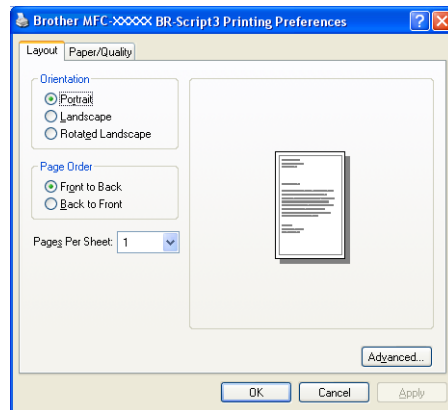 Brother MFC-XXXXX BR-Script3 Printing Preferences
Layout
Paper/Quality
Orientation
Portrait
Landscape
Rotated Landscape
Page Order
Front to Back
Back to Front
Pages Per Sheet: 1
Advanced...
OK
Cancel
Apply